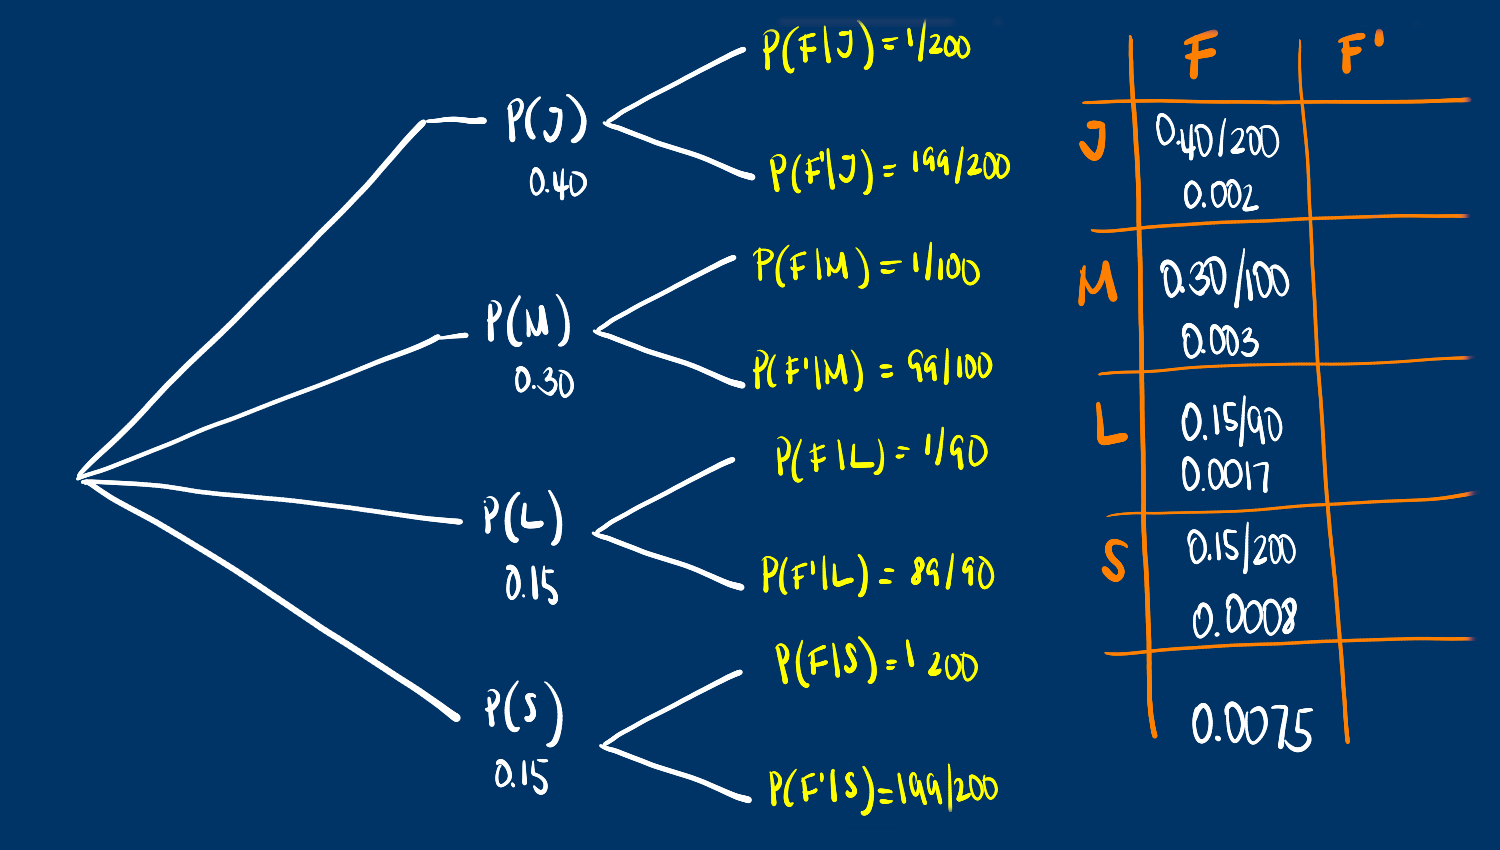 P(J)
0.40
P(F|J) = 1/200
P(F'|J) = 199/200
P(M)
0.30
P(F|M) = 1/100
P(F'|M) = 99/100
P(L)
0.15
P(F|L) = 1/90
P(F'|L) = 89/90
P(S)
0.15
P(F|S) = 1 200
P(F'|S) = 199/200
F F'
J 0.40/200
0.002
M 0.30/100
0.003
L 0.15/90
0.0017
S 0.15/200
0.0008
0.0075